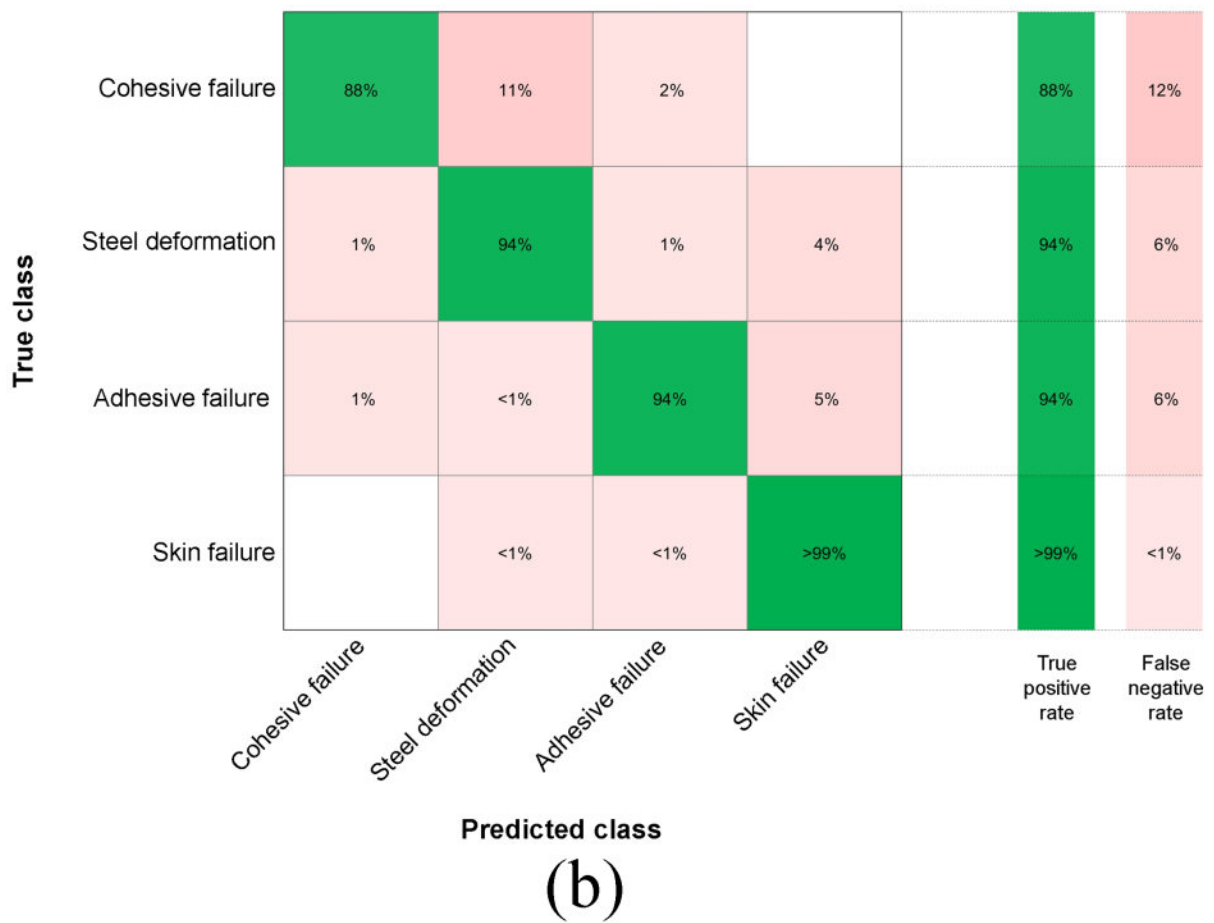 Cohesive failure 88% 11% 2% 88% 12%
Steel deformation 1% 94% 1% 4% 94% 6%
Adhesive failure 1% <1% 94% 5% 94% 6%
Skin failure <1% <1% >99% >99% <1%
True class
Cohesive failure
Steel deformation
Adhesive failure
Skin failure
True
positive
rate
False
negative
rate
Predicted class
(b)